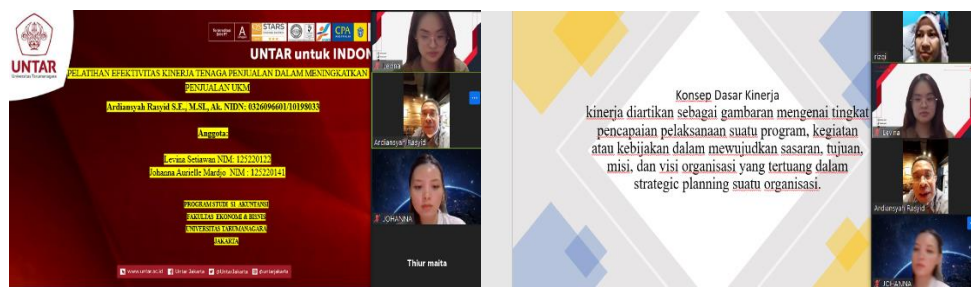 UNTAR
Universitas Tarumanagara
A
STARS
CPA
UNTAR untuk INDON
PELATIHAN EFEKTIVITAS KINERJA TENAGA PENJUALAN DALAM MENINGKATKAN
PENJUALAN UKM
Ardiansyah Rasyid S.E., M.SI., Ak. NIDN: 0326096601/10198033
Anggota:
Levina Setiawan NIM: 125220122
Johanna Aurielle Mardjo NIM : 125220141
PROGRAM STUDI S1 AKUNTANSI
FAKULTAS EKONOMI & BISNIS
UNIVERSITAS TARUMANAGARA
JAKARTA
www.untar.ac.id
Untar Jakarta
@UntarJakarta
@untarjakarta
Levina
Ardiansyah Rasyid
JOHANNA
Thiur maita
Konsep Dasar Kinerja
kinerja diartikan sebagai gambaran mengenai tingkat
pencapaian pelaksanaan suatu program, kegiatan
atau kebijakan dalam mewujudkan sasaran, tujuan,
misi, dan visi organisasi yang tertuang dalam
strategic planning suatu organisasi.
rizqi
Levina
Ardiansyah Rasyid
JOHANNA